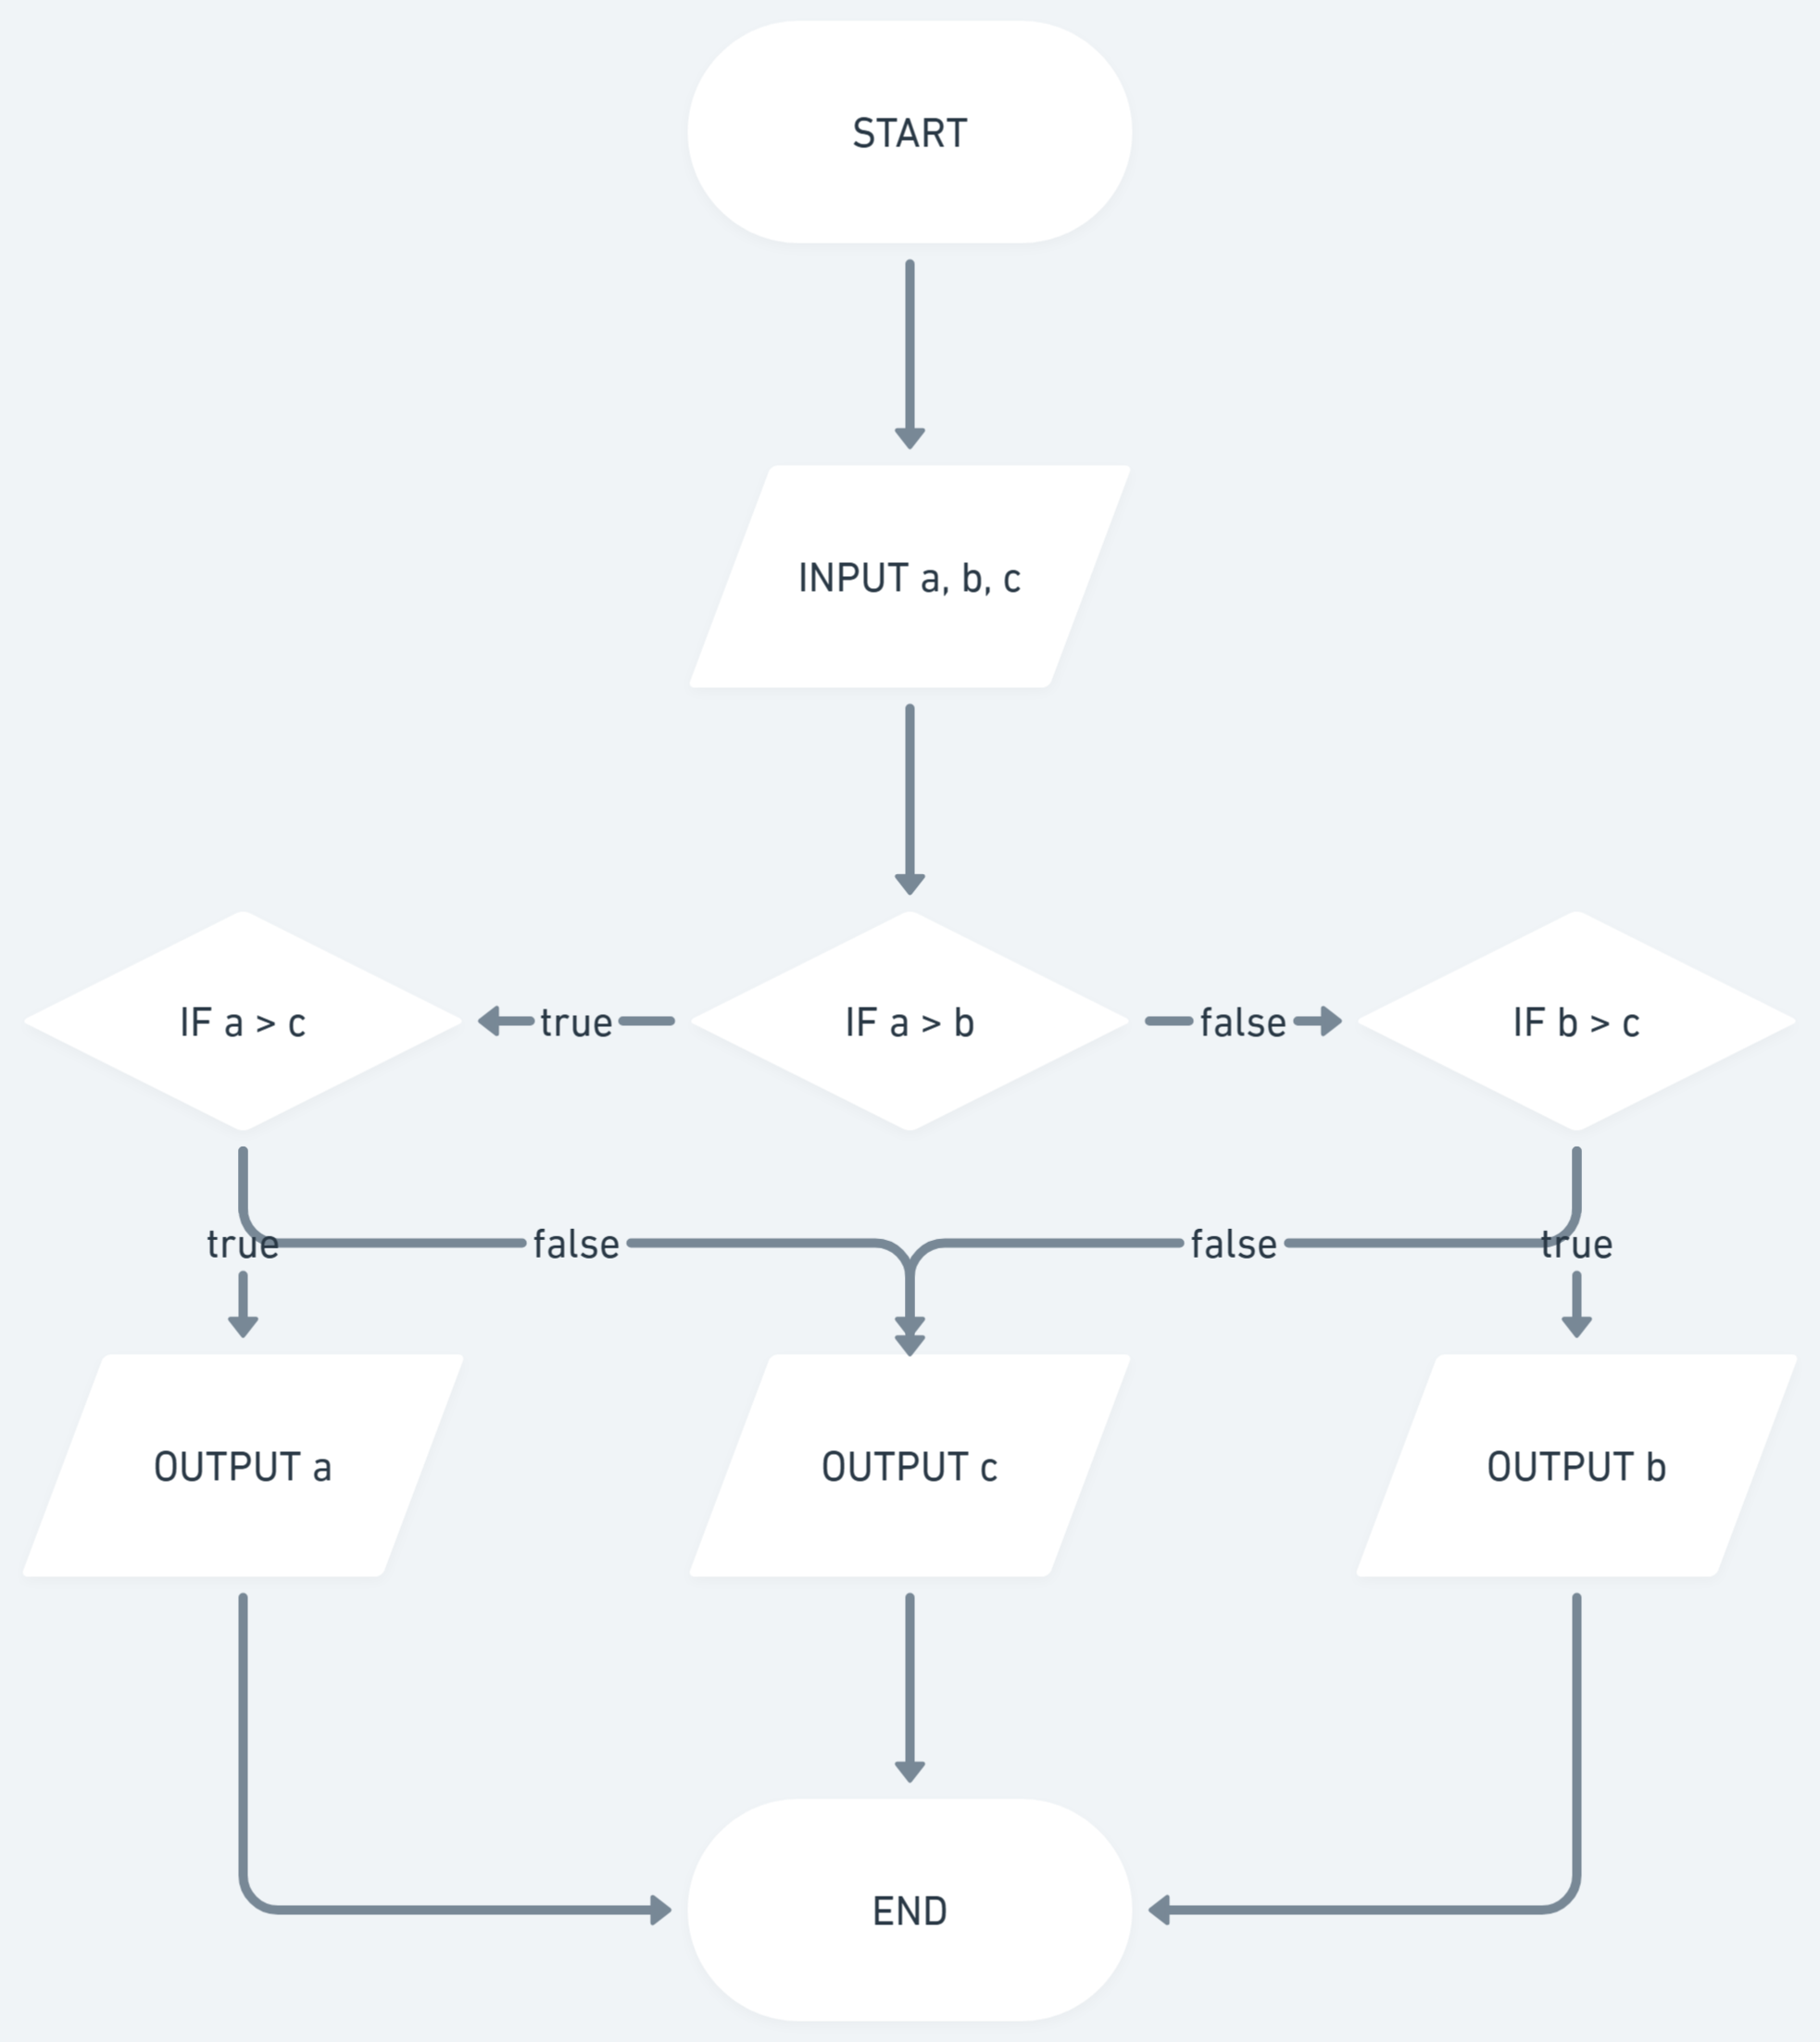 START
INPUT a, b, c
IF a > c
true
IF a > b
false
IF b > c
true
false
false
true
OUTPUT a
OUTPUT c
OUTPUT b
END